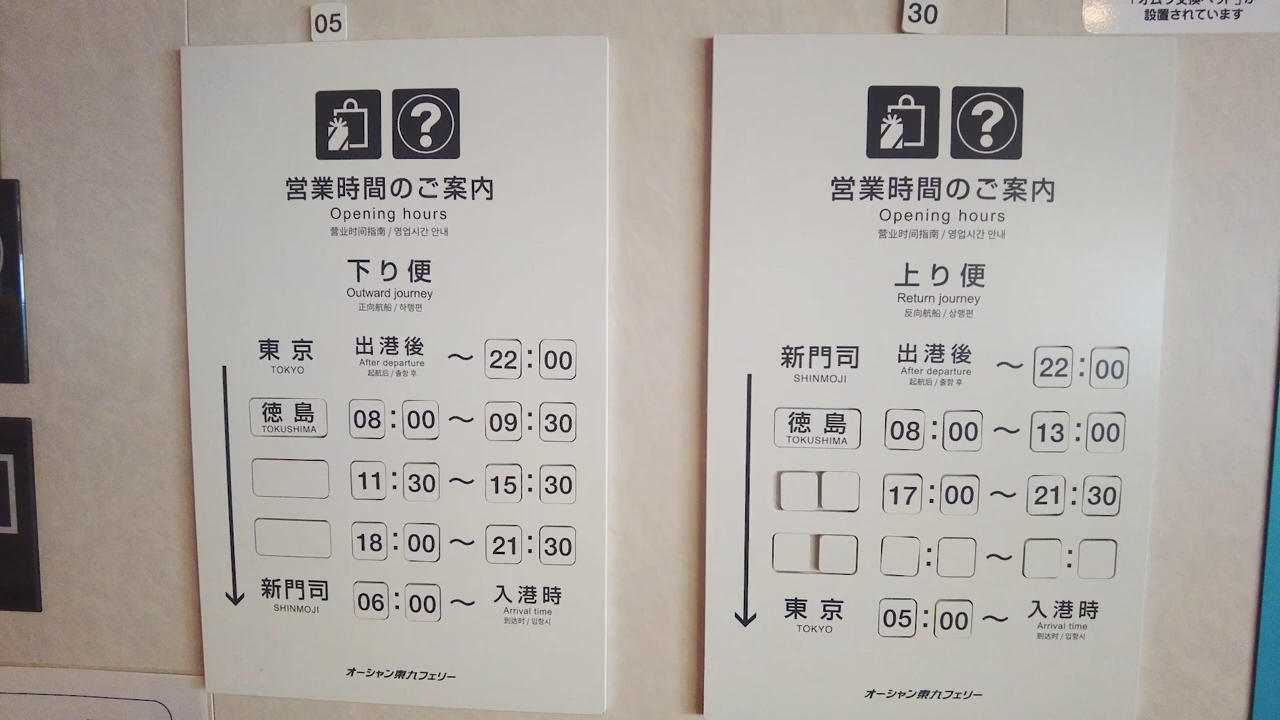 05
営業時間のご案内
Opening hours
营业时间指南 / 영업시간 안내
下り便
Outward journey
正向航船 / 하행편
東京 出港後 ～ 22:00
TOKYO After departure
起航后 / 출항 후
徳島 08:00 ～ 09:30
TOKUSHIMA
11:30 ～ 15:30
18:00 ～ 21:30
新門司 06:00 ～ 入港時
SHINMOJI Arrival time
到达时 / 입항시
オーシャン東九フェリー
30
営業時間のご案内
Opening hours
营业时间指南 / 영업시간 안내
上り便
Return journey
反向航船 / 상행편
新門司 出港後 ～ 22:00
SHINMOJI After departure
起航后 / 출항 후
徳島 08:00 ～ 13:00
TOKUSHIMA
17:00 ～ 21:30
: ～ :
東京 05:00 ～ 入港時
TOKYO Arrival time
到达时 / 입항시
オーシャン東九フェリー
設置されています